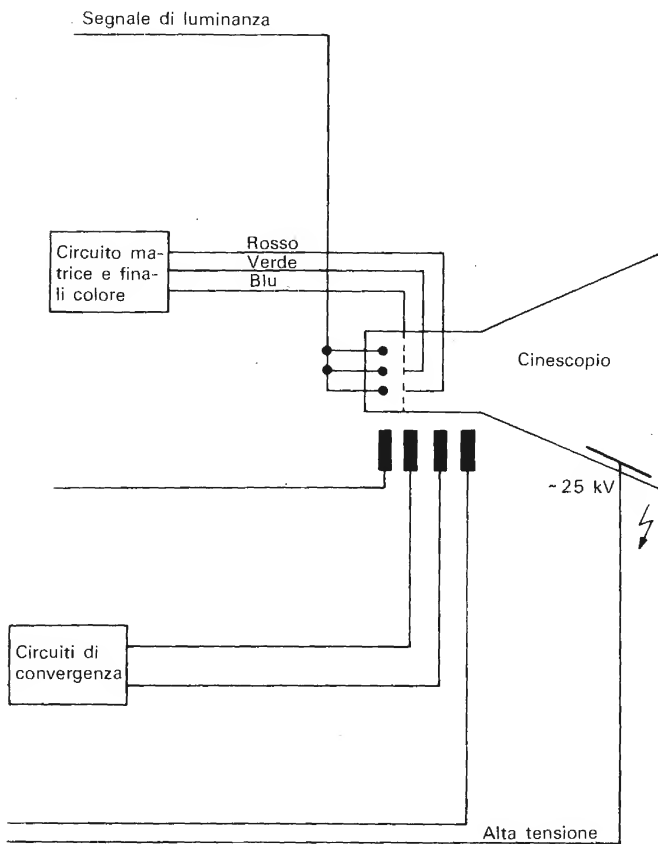 Segnale di luminanza
Circuito ma-
trice e fina-
li colore
Rosso
Verde
Blu
Cinescopio
~25 kV
Circuiti di
convergenza
Alta tensione